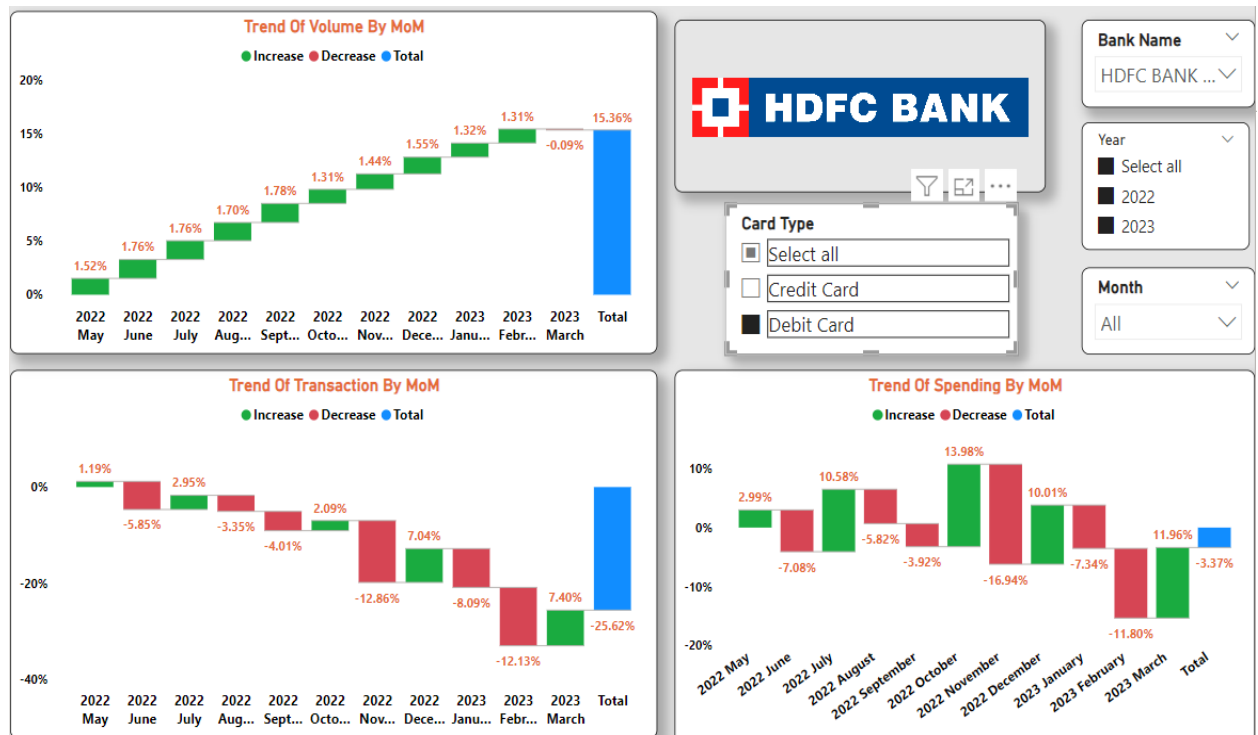 Trend Of Volume By MoM
Increase Decrease Total
20%
15%
10%
5%
0%
1.52%
1.76%
1.76%
1.70%
1.78%
1.31%
1.44%
1.55%
1.32%
1.31%
-0.09%
15.36%
2022 2022 2022 2022 2022 2022 2022 2022 2023 2023 2023 Total
May June July Aug... Sept... Octo... Nov... Dece... Janu... Febr... March
HDFC BANK
Bank Name
HDFC BANK ...
Year
Select all
2022
2023
Month
All
Card Type
Select all
Credit Card
Debit Card
Trend Of Transaction By MoM
Increase Decrease Total
0%
-20%
-40%
1.19%
-5.85%
2.95%
-3.35%
-4.01%
2.09%
-12.86%
7.04%
-8.09%
-12.13%
7.40%
-25.62%
2022 2022 2022 2022 2022 2022 2022 2022 2023 2023 2023 Total
May June July Aug... Sept... Octo... Nov... Dece... Janu... Febr... March
Trend Of Spending By MoM
Increase Decrease Total
10%
0%
-10%
-20%
2.99%
-7.08%
10.58%
-5.82%
-3.92%
13.98%
-16.94%
10.01%
-7.34%
-11.80%
11.96%
-3.37%
2022 May
2022 June
2022 July
2022 August
2022 September
2022 October
2022 November
2022 December
2023 January
2023 February
2023 March
Total